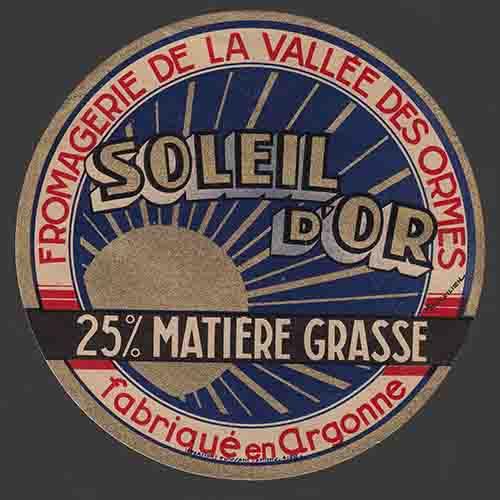 FROMAGERIE DE LA VALLÉE DES ORMES
SOLEIL
D'OR
25% MATIÈRE GRASSE
fabriqué en argonne